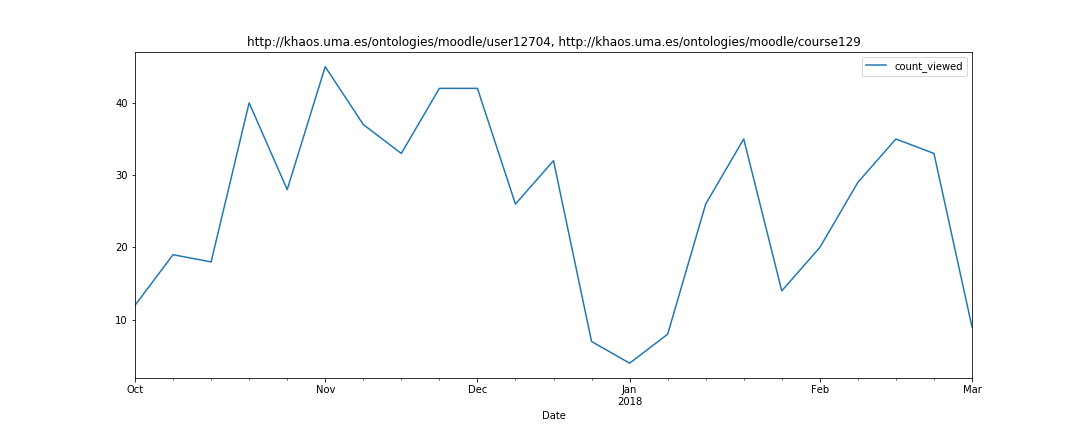 http://khaos.uma.es/ontologies/moodle/user12704, http://khaos.uma.es/ontologies/moodle/course129
count_viewed
40
30
20
10
Oct Nov Dec Jan Feb Mar
2018
Date